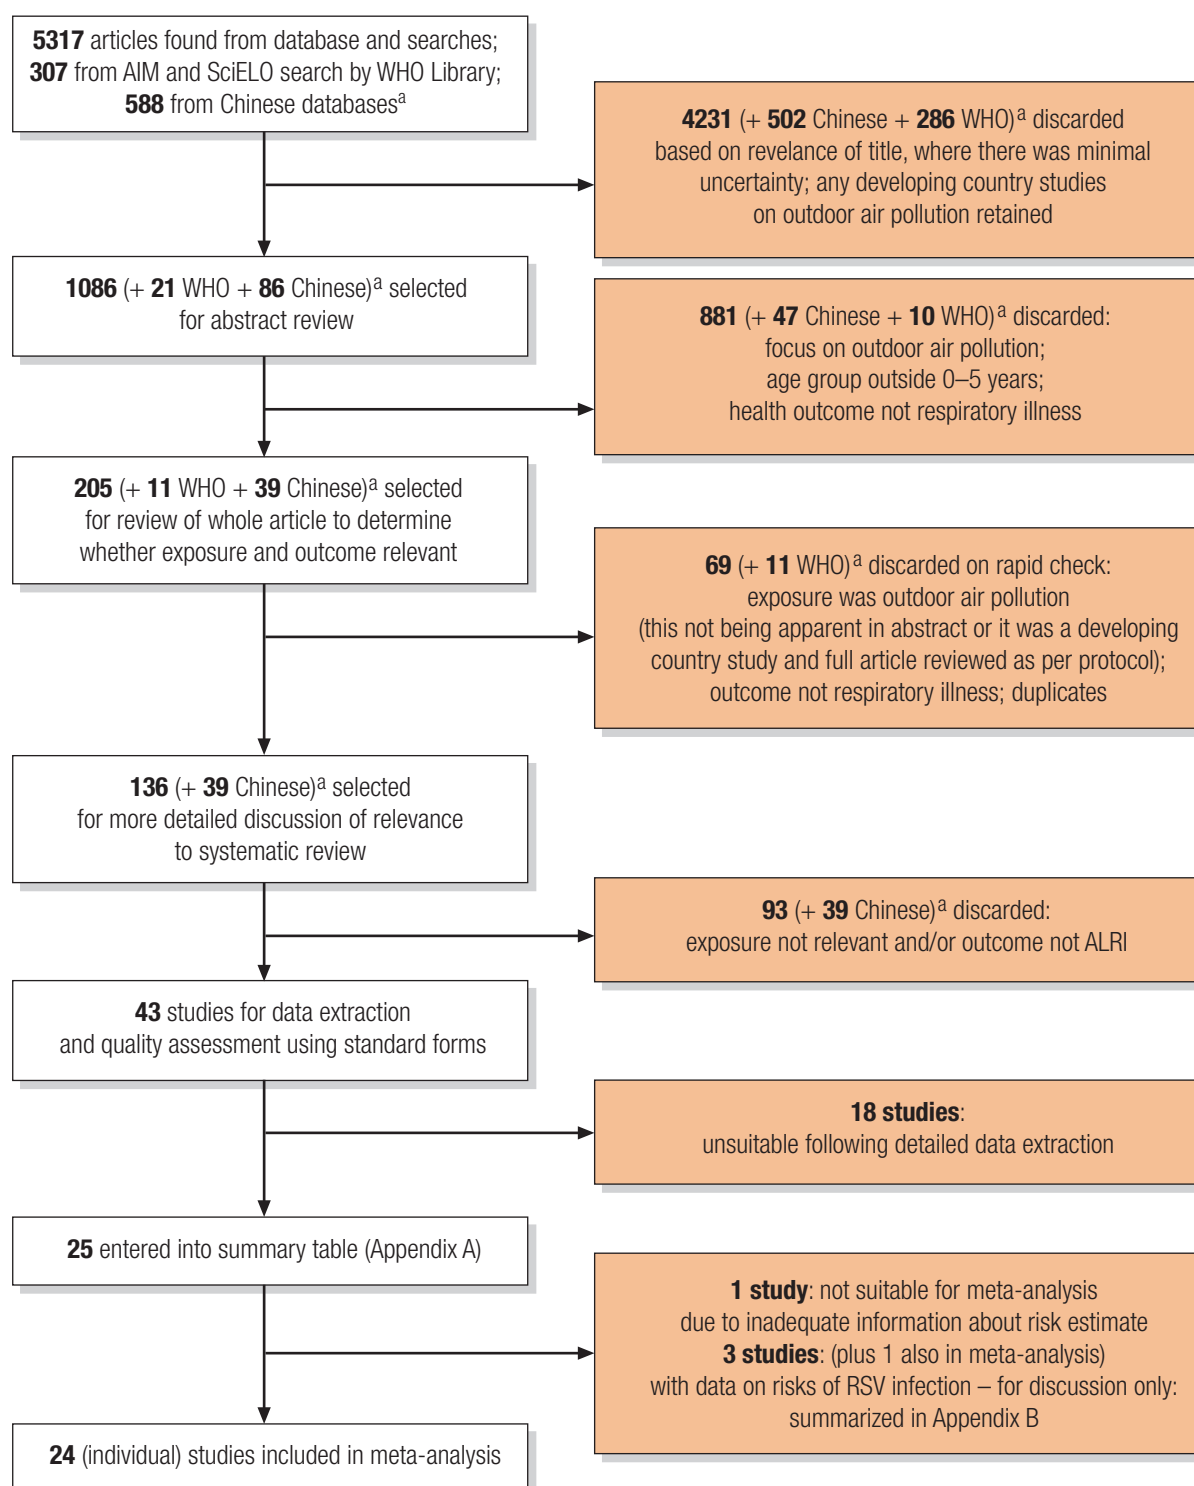 5317 articles found from database and searches;
307 from AIM and SciELO search by WHO Library;
588 from Chinese databasesa
4231 (+ 502 Chinese + 286 WHO)a discarded
based on revelance of title, where there was minimal
uncertainty; any developing country studies
on outdoor air pollution retained
1086 (+ 21 WHO + 86 Chinese)a selected
for abstract review
881 (+ 47 Chinese + 10 WHO)a discarded:
focus on outdoor air pollution;
age group outside 0–5 years;
health outcome not respiratory illness
205 (+ 11 WHO + 39 Chinese)a selected
for review of whole article to determine
whether exposure and outcome relevant
69 (+ 11 WHO)a discarded on rapid check:
exposure was outdoor air pollution
(this not being apparent in abstract or it was a developing
country study and full article reviewed as per protocol);
outcome not respiratory illness; duplicates
136 (+ 39 Chinese)a selected
for more detailed discussion of relevance
to systematic review
93 (+ 39 Chinese)a discarded:
exposure not relevant and/or outcome not ALRI
43 studies for data extraction
and quality assessment using standard forms
18 studies:
unsuitable following detailed data extraction
25 entered into summary table (Appendix A)
1 study: not suitable for meta-analysis
due to inadequate information about risk estimate
3 studies: (plus 1 also in meta-analysis)
with data on risks of RSV infection – for discussion only:
summarized in Appendix B
24 (individual) studies included in meta-analysis